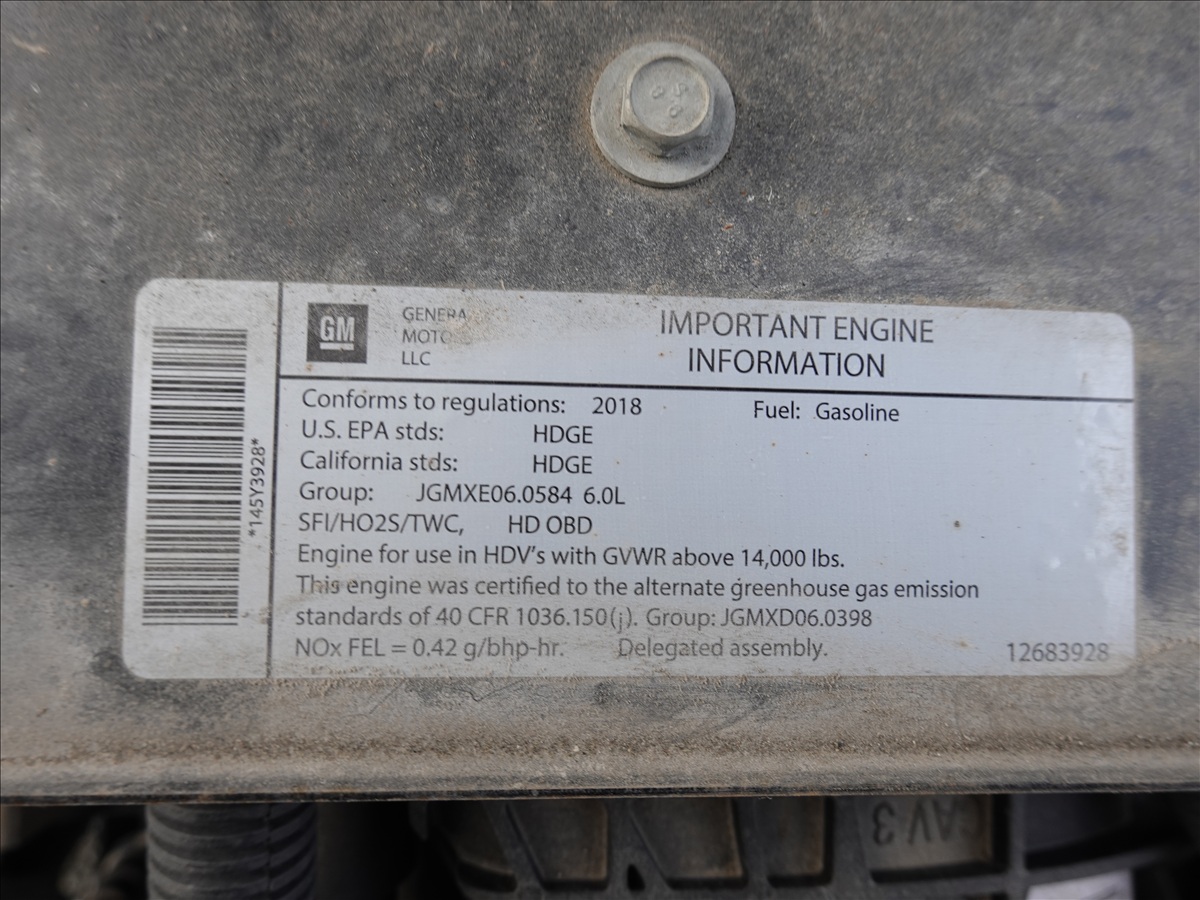 GM
LLC
IMPORTANT ENGINE
INFORMATION
Conforms to regulations: 2018 Fuel: Gasoline
U.S. EPA stds: HDGE
California stds: HDGE
Group: JGMXE06.0584 6.0L
SFI/HO2S/TWC, HD OBD
Engine for use in HDV's with GVWR above 14,000 lbs.
This engine was certified to the alternate greenhouse gas emission
standards of 40 CFR 1036.150(j). Group: JGMXD06.0398
NOx FEL = 0.42 g/bhp-hr. Delegated assembly.
12683928
*145Y3928*
CAV 3